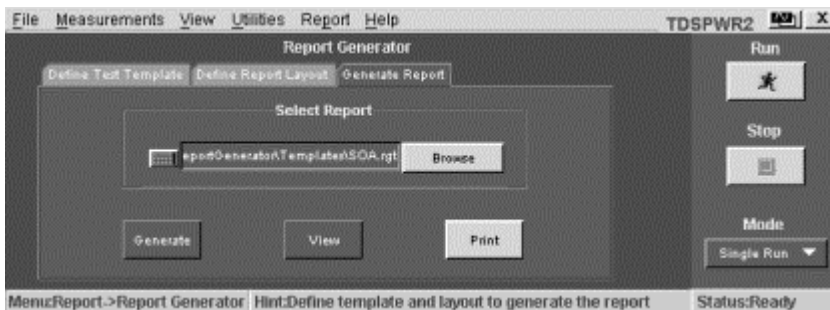 File Measurements View Utilities Report Help TDSPWR2 X
Report Generator
Define Test Template Define Report Layout Generate Report
Select Report
eportGenerator\Templates\SOA.rgt Browse
Generate View Print
Run
Stop
Mode
Single Run
Menu:Report->Report Generator Hint:Define template and layout to generate the report Status:Ready